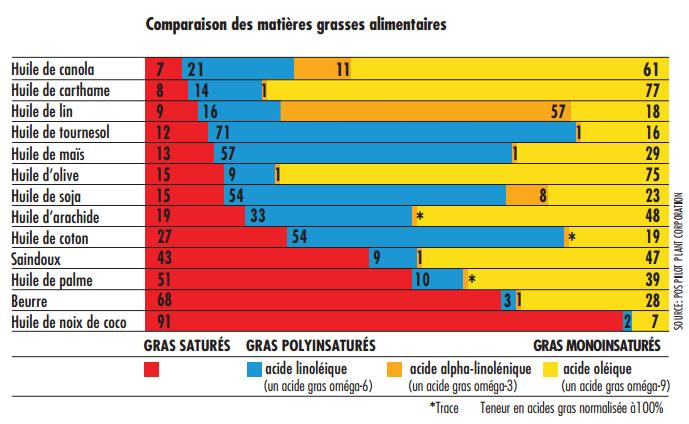 Comparaison des matières grasses alimentaires
Huile de canola 7 21 11 61
Huile de carthame 8 14 1 77
Huile de lin 9 16 57 18
Huile de tournesol 12 71 1 16
Huile de maïs 13 57 1 29
Huile d'olive 15 9 1 75
Huile de soja 15 54 8 23
Huile d'arachide 19 33 * 48
Huile de coton 27 54 * 19
Saindoux 43 9 1 47
Huile de palme 51 10 * 39
Beurre 68 3 1 28
Huile de noix de coco 91 2 7
SOURCE: POS PILOT PLANT CORPORATION
GRAS SATURÉS GRAS POLYINSATURÉS GRAS MONOINSATURÉS
acide linoléique acide alpha-linolénique acide oléique
(un acide gras oméga-6) (un acide gras oméga-3) (un acide gras oméga-9)
*Trace Teneur en acides gras normalisée à100%